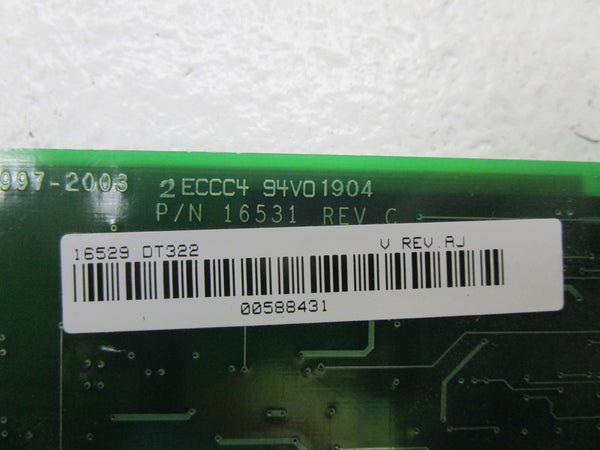 997-2003 2ECCC4 94V0 1904
P/N 16531 REV C
16529 DT322 V REV.AJ
00588431